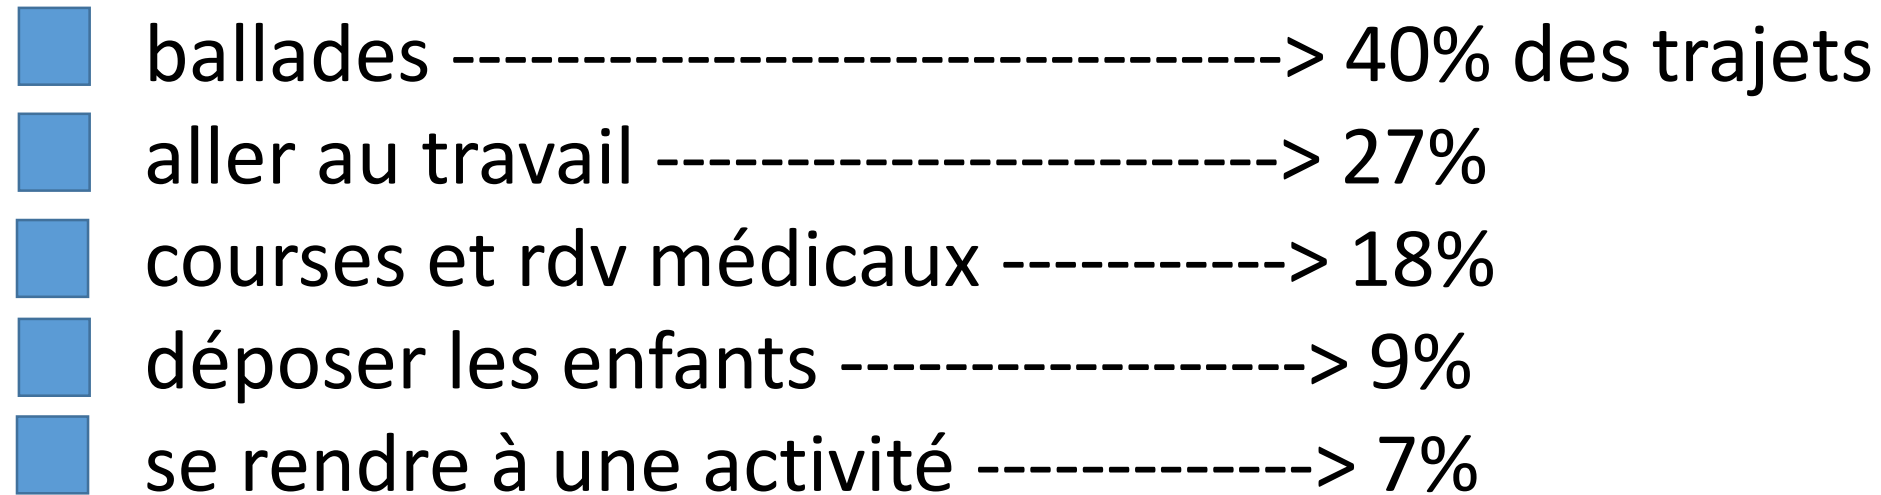 ballades --------------------------------> 40% des trajets
aller au travail ------------------------> 27%
courses et rdv médicaux -----------> 18%
déposer les enfants ------------------> 9%
se rendre à une activité -------------> 7%